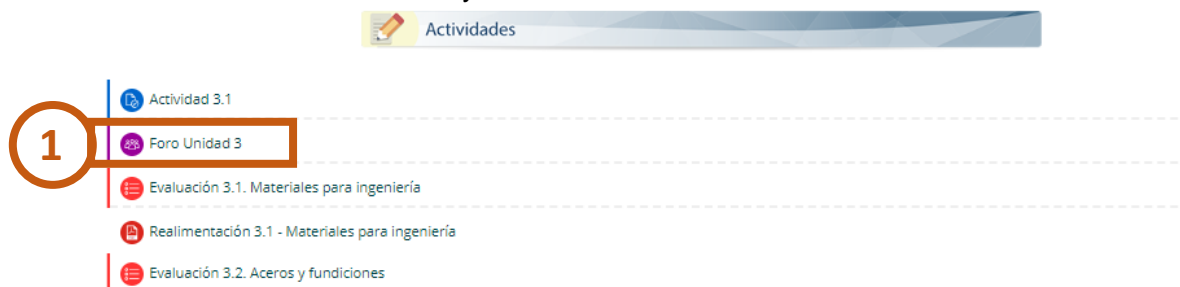 Actividades
Actividad 3.1
1
Foro Unidad 3
Evaluación 3.1. Materiales para ingeniería
Realimentación 3.1 - Materiales para ingeniería
Evaluación 3.2. Aceros y fundiciones